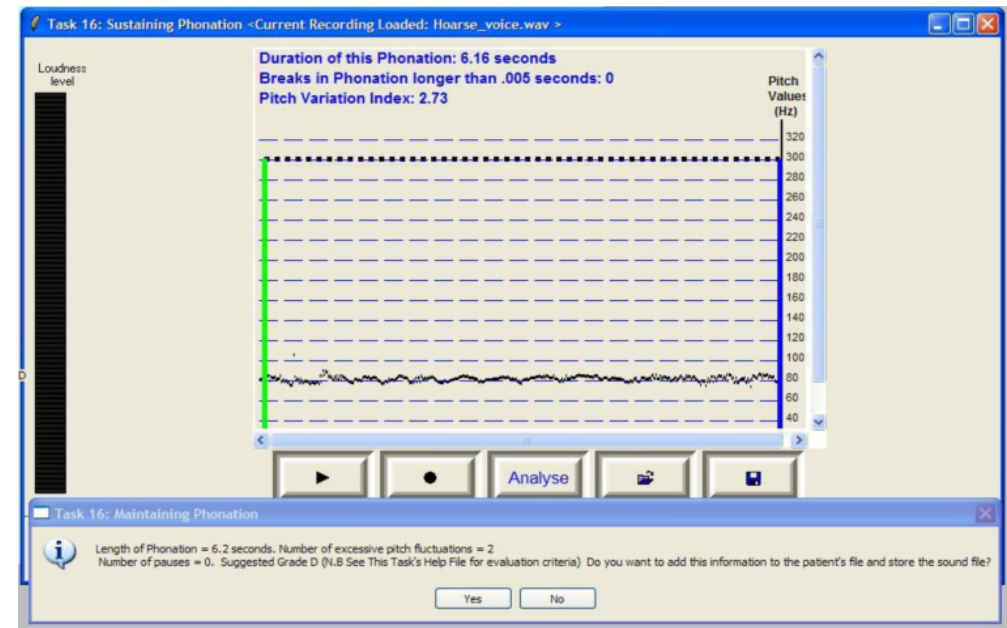 Task 16: Sustaining Phonation <Current Recording Loaded: Hoarse_voice.wav >
Loudness
level
Duration of this Phonation: 6.16 seconds
Breaks in Phonation longer than .005 seconds: 0
Pitch Variation Index: 2.73
Pitch
Values
(Hz)
320
300
280
260
240
220
200
180
160
140
120
100
80
60
40
D
Analyse
Task 16: Maintaining Phonation
Length of Phonation = 6.2 seconds. Number of excessive pitch fluctuations = 2
Number of pauses = 0. Suggested Grade D (N.B See This Task's Help File for evaluation criteria) Do you want to add this information to the patient's file and store the sound file?
Yes No